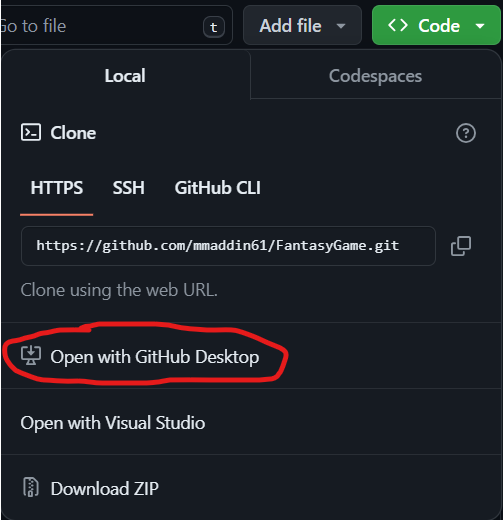 Go to file
t
Add file
Code
Local
Codespaces
Clone
HTTPS
SSH
GitHub CLI
https://github.com/mmaddin61/FantasyGame.git
Clone using the web URL.
Open with GitHub Desktop
Open with Visual Studio
Download ZIP